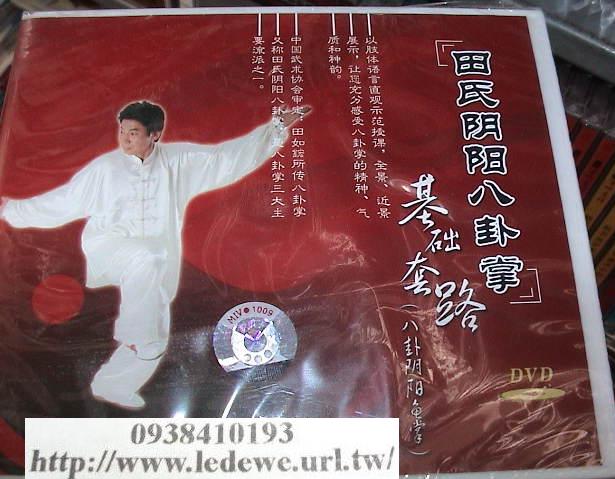 「田氏阴阳八卦掌」
基础套路
(八卦阴阳鱼掌)
以肢体语言直观示范授课，全景、近景
展示，让您充分感受八卦掌的精神、气
质和神韵。
中国武术协会审定，田如
所传八卦掌
又称田氏阴阳八卦掌，是八卦掌三大主
要流派之一。
MIV 1009
DVD
0938410193
http://www.ledewe.url.tw/